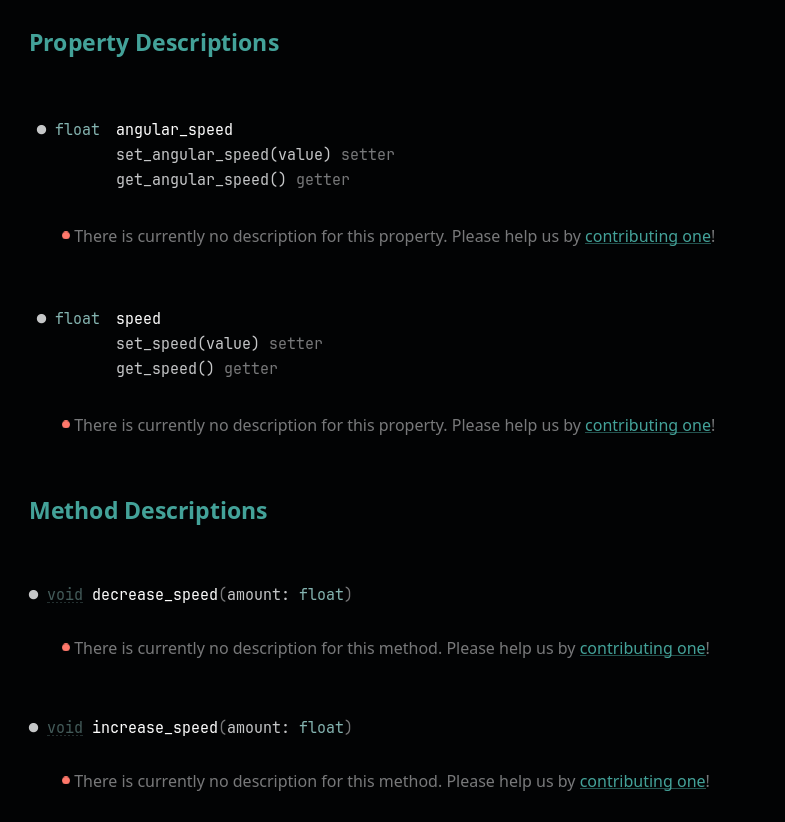 Property Descriptions
float angular_speed
set_angular_speed(value) setter
get_angular_speed() getter
There is currently no description for this property. Please help us by contributing one!
float speed
set_speed(value) setter
get_speed() getter
There is currently no description for this property. Please help us by contributing one!
Method Descriptions
void decrease_speed(amount: float)
There is currently no description for this method. Please help us by contributing one!
void increase_speed(amount: float)
There is currently no description for this method. Please help us by contributing one!